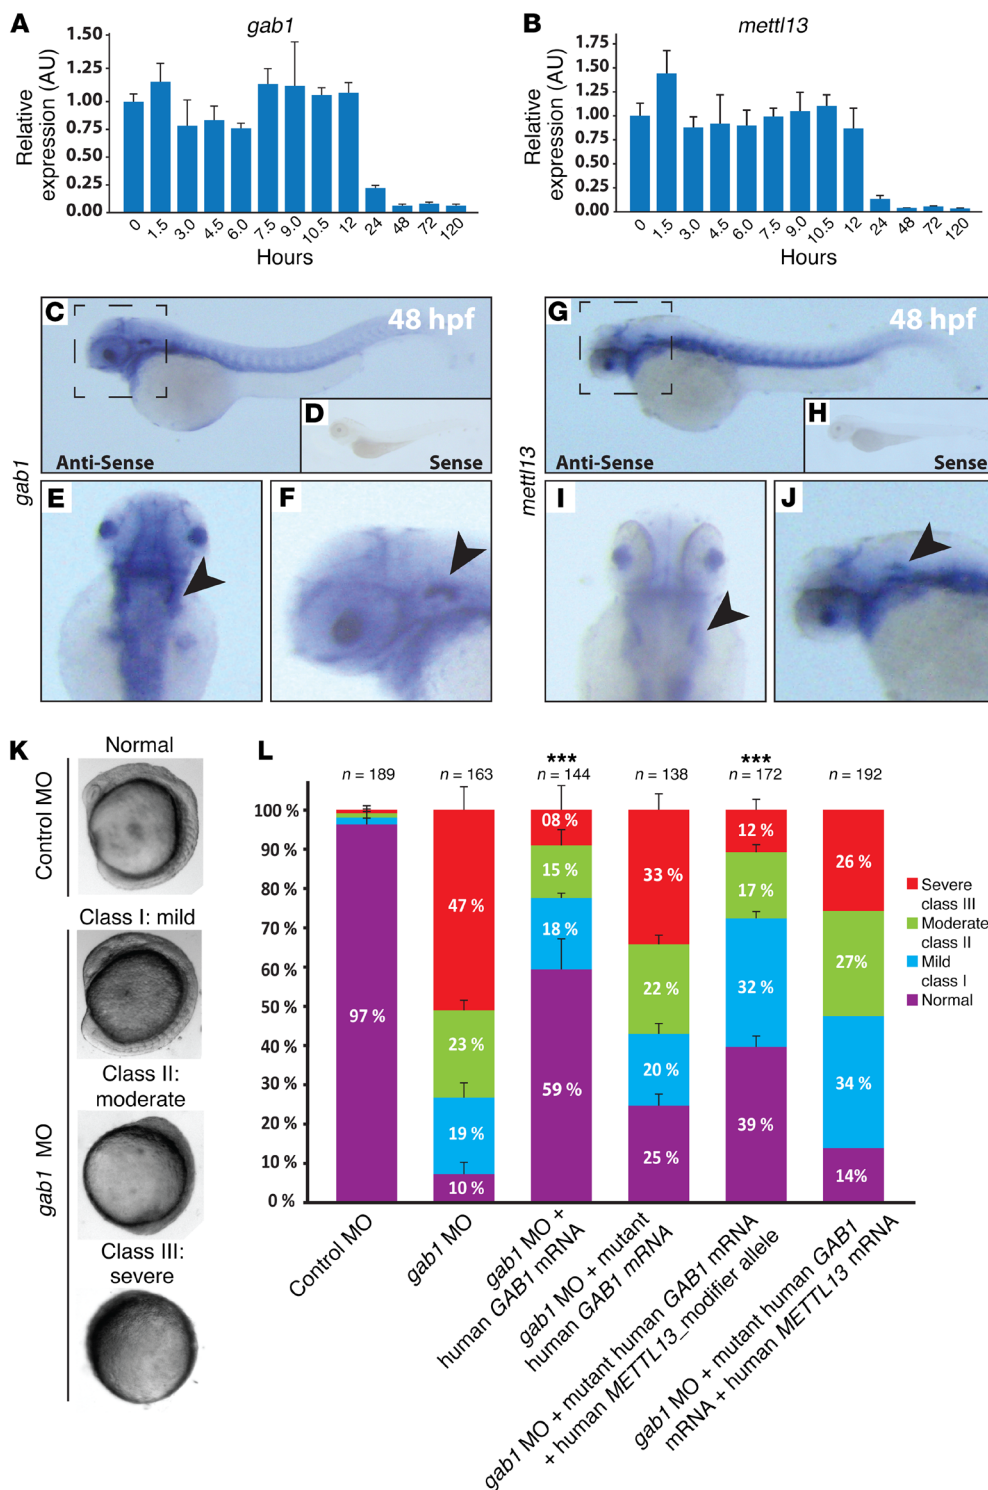 A
gab1
Relative
expression (AU)
1.50
1.25
1.00
0.75
0.50
0.25
0.00
0 1.5 3.0 4.5 6.0 7.5 9.0 10.5 12 24 48 72 120
Hours
B
mettl13
Relative
expression (AU)
1.75
1.50
1.25
1.00
0.75
0.50
0.25
0.00
0 1.5 3.0 4.5 6.0 7.5 9.0 10.5 12 24 48 72 120
Hours
gab1
C
48 hpf
Anti-Sense
D
Sense
E
F
mettl13
G
48 hpf
Anti-Sense
H
Sense
I
J
K
Normal
Control MO
Class I: mild
Class II:
moderate
gab1 MO
Class III:
severe
L
*** ***
n = 189 n = 163 n = 144 n = 138 n = 172 n = 192
100 %
90 %
80 %
70 %
60 %
50 %
40 %
30 %
20 %
10 %
0 %
97 %
47 %
23 %
19 %
10 %
08 %
15 %
18 %
59 %
33 %
22 %
20 %
25 %
12 %
17 %
32 %
39 %
26 %
27%
34 %
14%
Severe
class III
Moderate
class II
Mild
class I
Normal
Control MO
gab1 MO
gab1 MO +
human GAB1 mRNA
gab1 MO + mutant
human GAB1 mRNA
gab1 MO + mutant human GAB1 mRNA
+ human METTL13_modifier allele
gab1 MO + mutant human GAB1
mRNA + human METTL13 mRNA